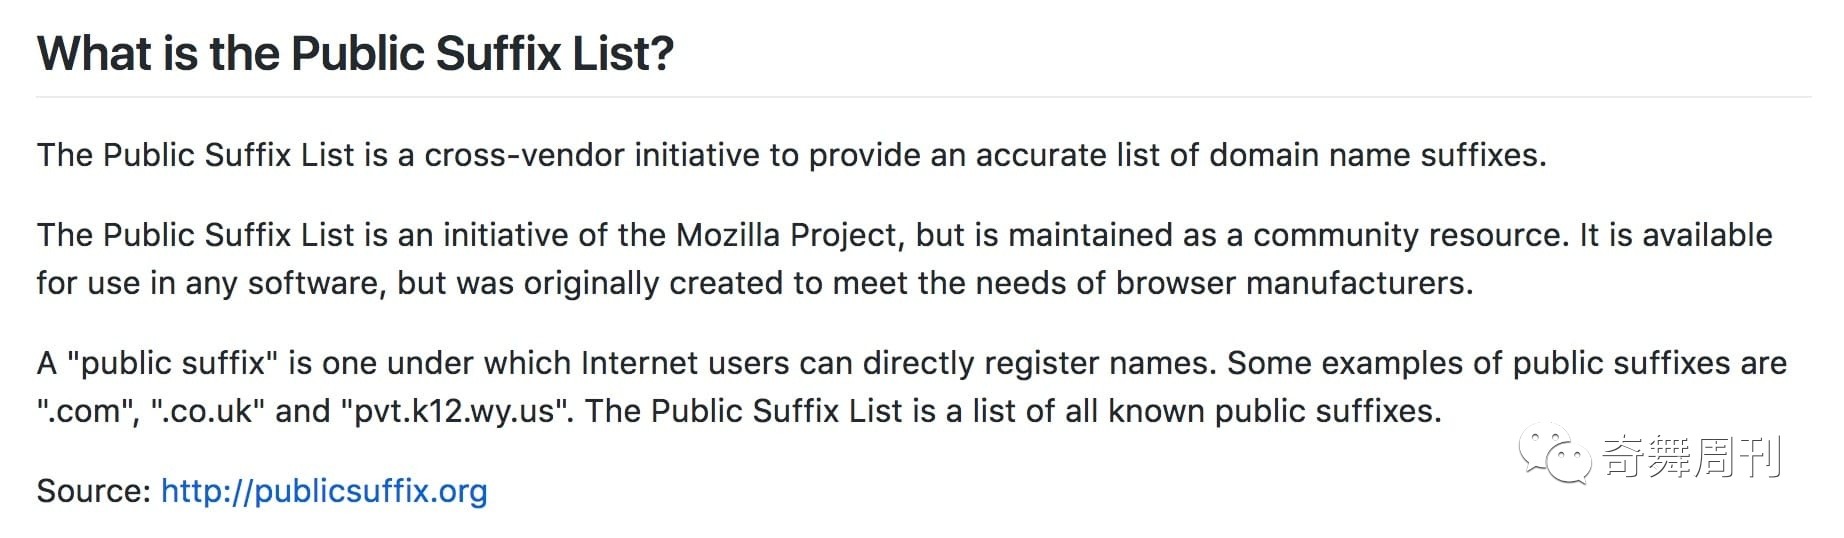 What is the Public Suffix List?
The Public Suffix List is a cross-vendor initiative to provide an accurate list of domain name suffixes.
The Public Suffix List is an initiative of the Mozilla Project, but is maintained as a community resource. It is available
for use in any software, but was originally created to meet the needs of browser manufacturers.
A "public suffix" is one under which Internet users can directly register names. Some examples of public suffixes are
".com", ".co.uk" and "pvt.k12.wy.us". The Public Suffix List is a list of all known public suffixes.
奇舞周刊
Source: http://publicsuffix.org